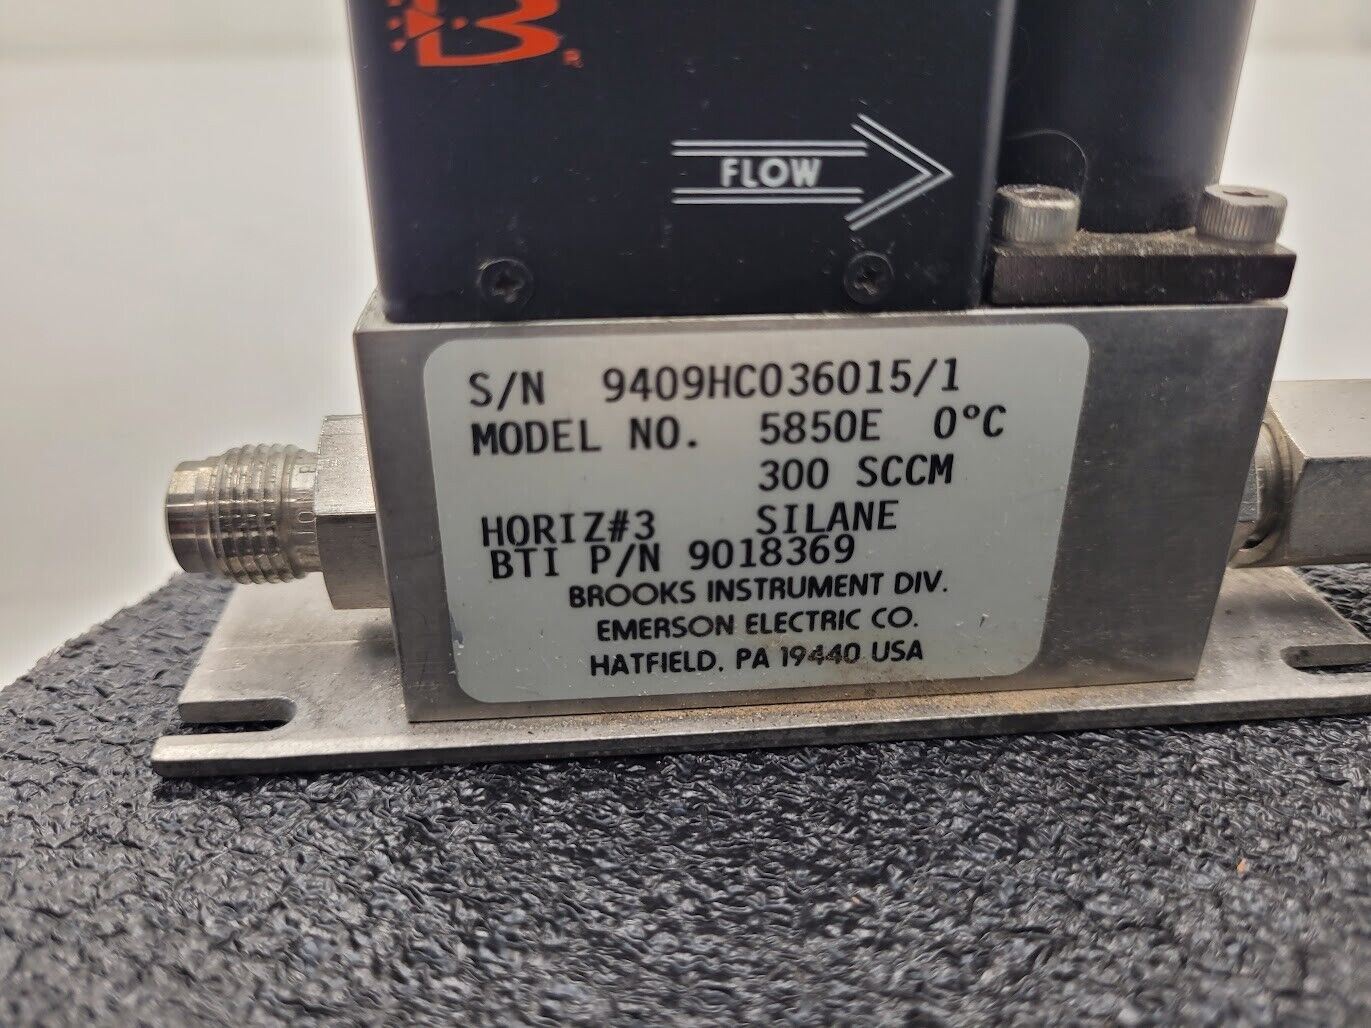 B
®
FLOW
S/N 9409HC036015/1
MODEL NO. 5850E 0°C
300 SCCM
HORIZ#3 SILANE
BTI P/N 9018369
BROOKS INSTRUMENT DIV.
EMERSON ELECTRIC CO.
HATFIELD, PA 19440 USA